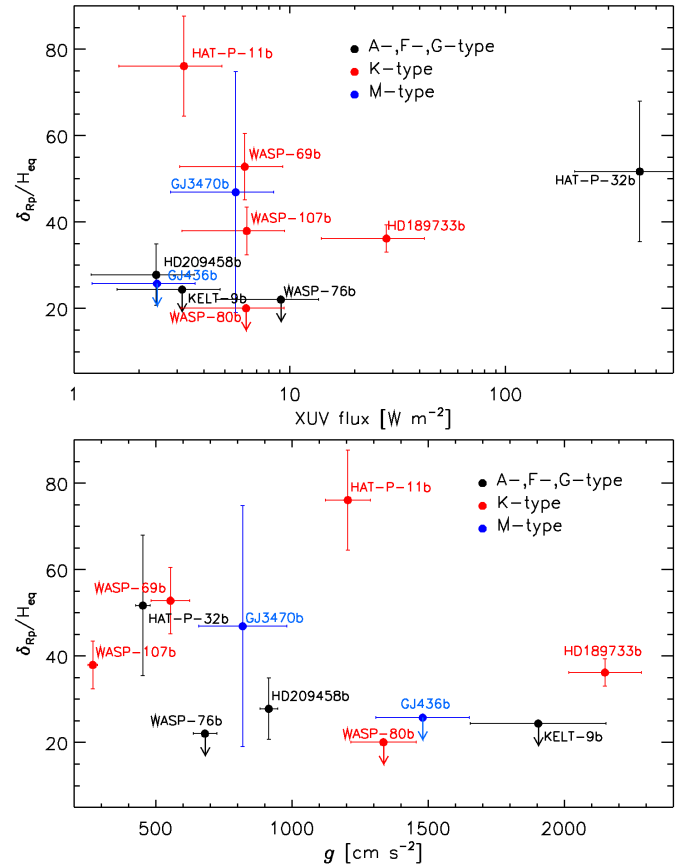 80
60
40
20
δRp/Heq
HAT-P-11b
A-,F-,G-type
K-type
M-type
WASP-69b
GJ3470b
HAT-P-32b
WASP-107b
HD189733b
HD209458b
GJ436b
KELT-9b
WASP-76b
WASP-80b
1 10 100
XUV flux [W m⁻²]
80
60
40
20
δRp/Heq
A-,F-,G-type
HAT-P-11b
K-type
M-type
WASP-69b
HAT-P-32b
GJ3470b
WASP-107b
HD189733b
HD209458b
WASP-76b
GJ436b
WASP-80b
KELT-9b
500 1000 1500 2000
g [cm s⁻²]